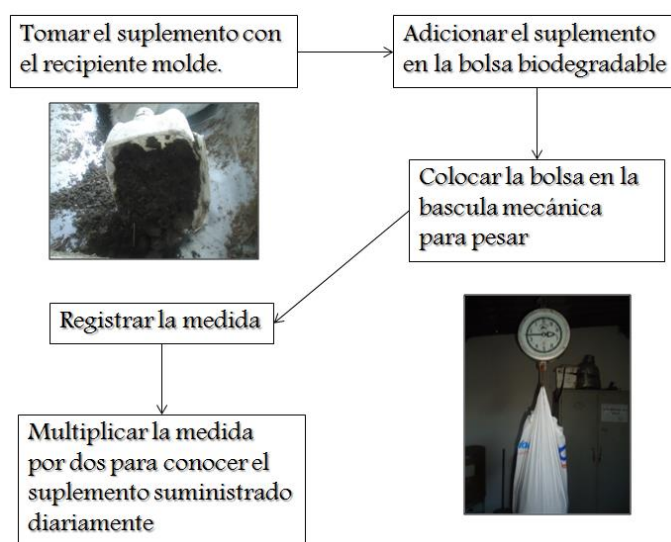 Tomar el suplemento con
el recipiente molde.
Adicionar el suplemento
en la bolsa biodegradable
Colocar la bolsa en la
bascula mecánica
para pesar
Registrar la medida
Multiplicar la medida
por dos para conocer el
suplemento suministrado
diariamente